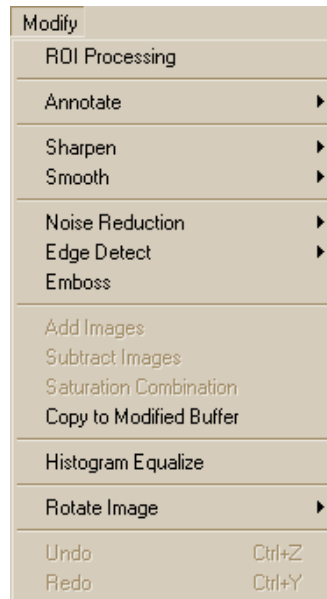 Modify
ROI Processing
Annotate
Sharpen
Smooth
Noise Reduction
Edge Detect
Emboss
Add Images
Subtract Images
Saturation Combination
Copy to Modified Buffer
Histogram Equalize
Rotate Image
Undo Ctrl+Z
Redo Ctrl+Y